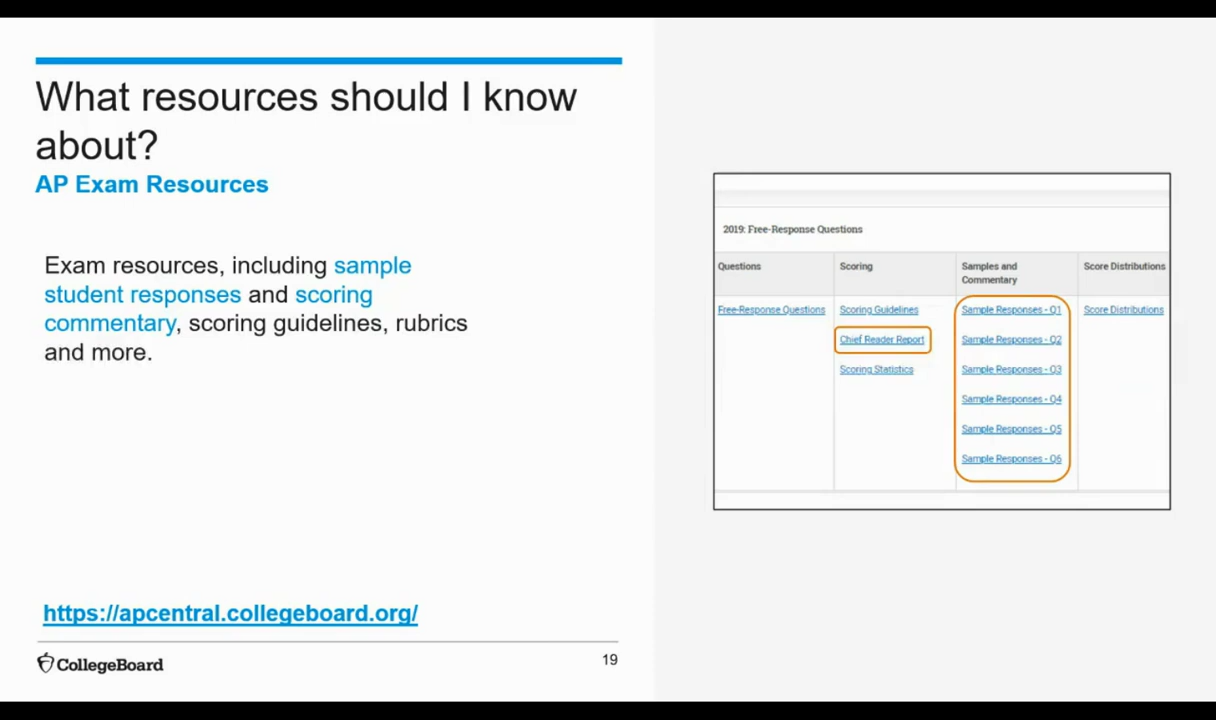 What resources should I know
about?
AP Exam Resources
Exam resources, including sample
student responses and scoring
commentary, scoring guidelines, rubrics
and more.
https://apcentral.collegeboard.org/
CollegeBoard
19
2019: Free-Response Questions
Questions
Scoring
Samples and
Commentary
Score Distributions
Free-Response Questions
Scoring Guidelines
Chief Reader Report
Scoring Statistics
Sample Responses - Q1
Sample Responses - Q2
Sample Responses - Q3
Sample Responses - Q4
Sample Responses - Q5
Sample Responses - Q6
Score Distributions